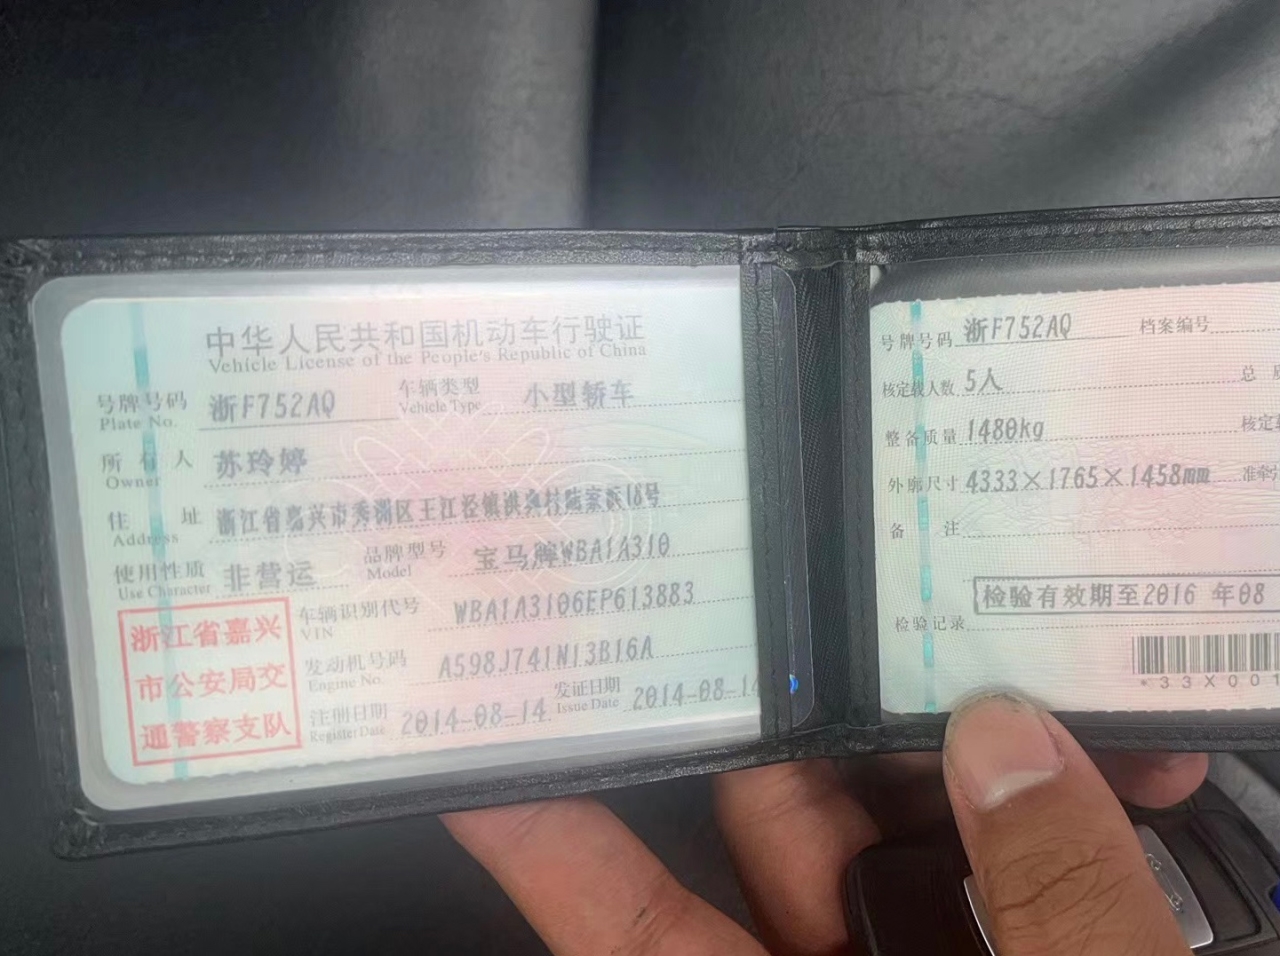 中华人民共和国机动车行驶证
Vehicle License of the People's Republic of China
号牌号码 浙F752AQ 车辆类型 小型轿车
Plate No. Vehicle Type
所有人 苏玲婷
Owner
住址 浙江省嘉兴市秀洲区王江泾镇洪典村陆家浜18号
Address
使用性质 非营运 品牌型号 宝马牌WBA1A310
Use Character Model
浙江省嘉兴
市公安局交
通警察支队
车辆识别代号 WBA1A3106EP613883
VIN
发动机号码 A598J741N13B16A
Engine No.
注册日期 2014-08-14 发证日期 2014-08-14
Register Date Issue Date
号牌号码 浙F752AQ 档案编号
核定载人数 5人 总
整备质量 1480kg 核定
外廓尺寸 4333×1765×1458mm 准牵
备注
检验有效期至2016 年08
检验记录
*33X001